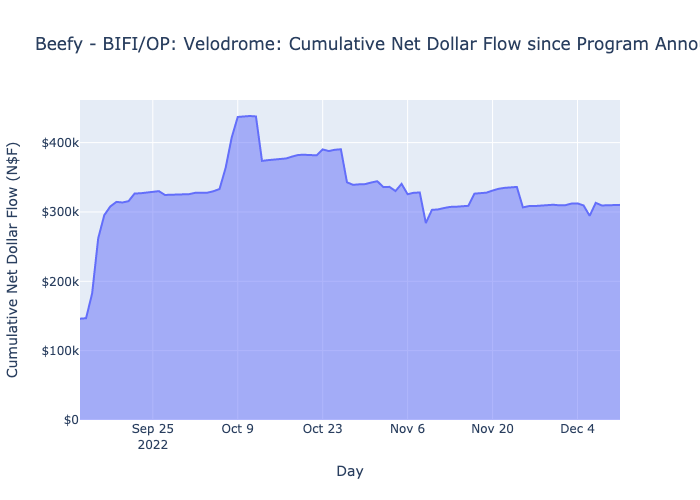 Beefy - BIFI/OP: Velodrome: Cumulative Net Dollar Flow since Program Anno
Cumulative Net Dollar Flow (N$F)
$400k
$300k
$200k
$100k
$0
Sep 25
2022
Oct 9
Oct 23
Nov 6
Nov 20
Dec 4
Day